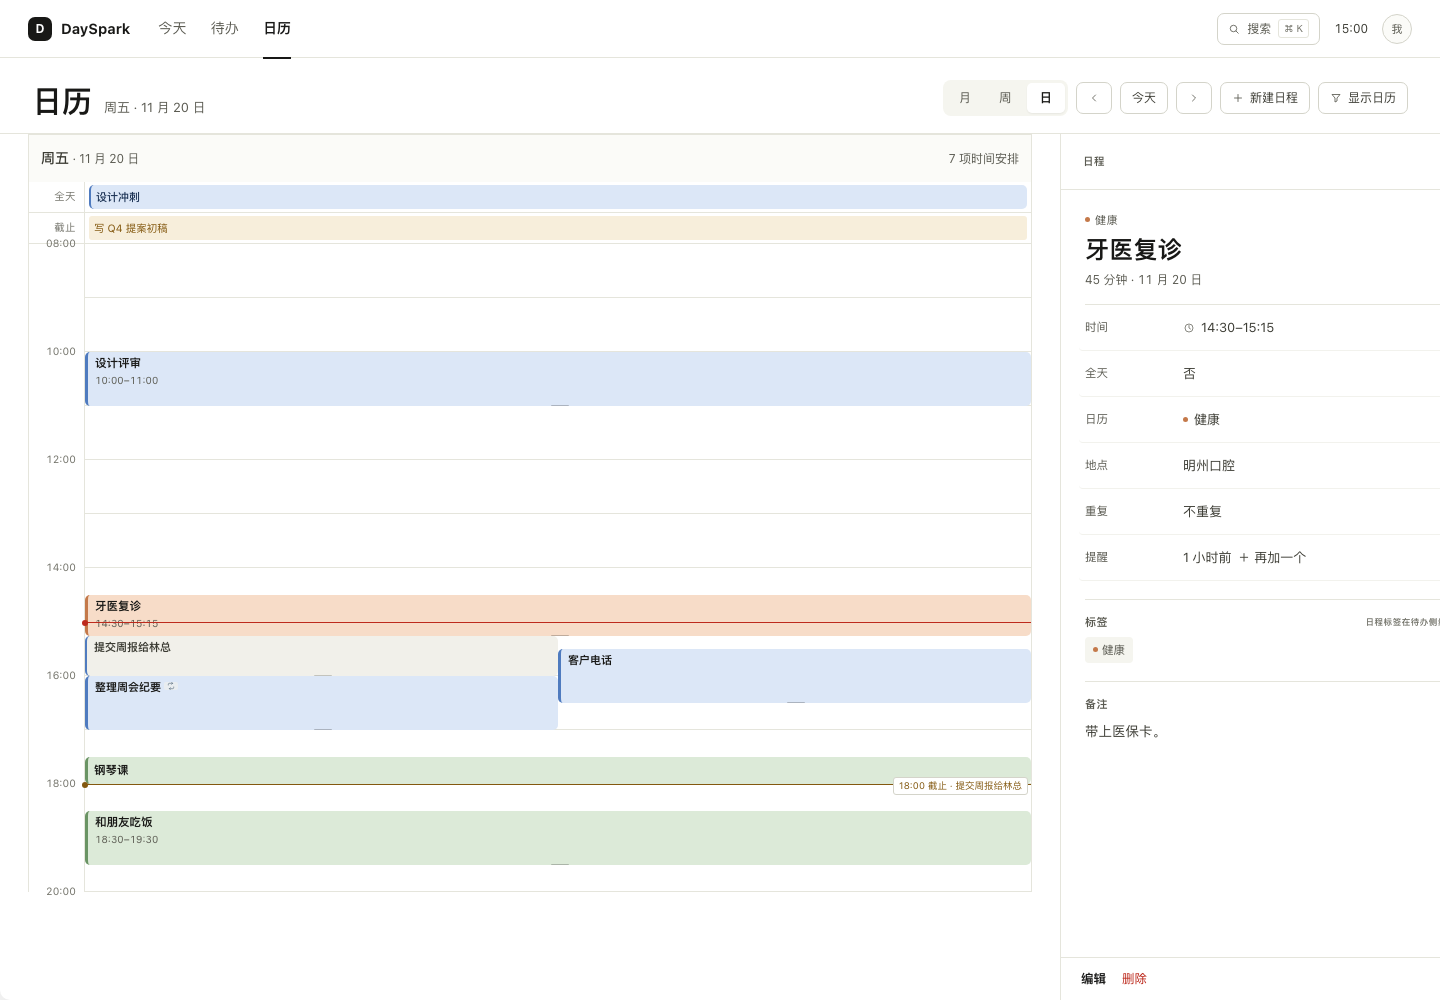 D DaySpark 今天 待办 日历 搜索 ⌘ K 15:00 我
日历 周五 · 11 月 20 日 月 周 日 今天 新建日程 显示日历
周五 · 11 月 20 日 7 项时间安排
全天 设计冲刺
截止 写 Q4 提案初稿
08:00
10:00
设计评审
10:00–11:00
12:00
14:00
牙医复诊
14:30–15:15
提交周报给林总
客户电话
16:00
整理周会纪要
钢琴课
18:00
18:00 截止 · 提交周报给林总
和朋友吃饭
18:30–19:30
20:00
日程
健康
牙医复诊
45 分钟 · 11 月 20 日
时间 14:30–15:15
全天 否
日历 健康
地点 明州口腔
重复 不重复
提醒 1 小时前 + 再加一个
标签 日程标签在待办侧
健康
备注
带上医保卡。
编辑 删除